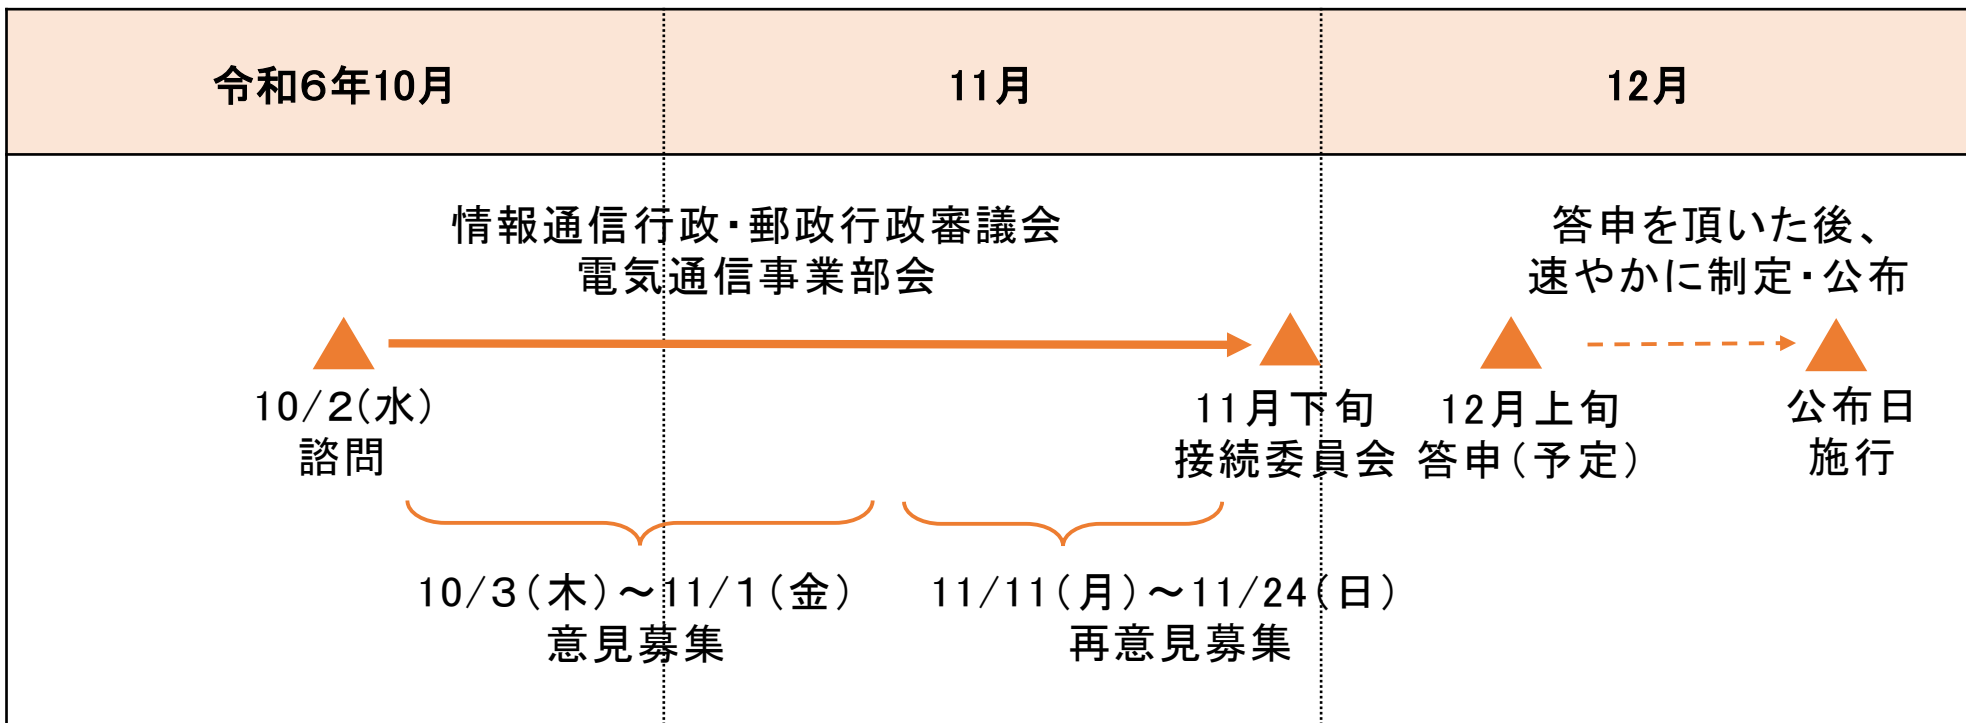 令和６年10月
11月
12月
情報通信行政・郵政行政審議会
電気通信事業部会
答申を頂いた後、
速やかに制定・公布
10/２(水)
諮問
11月下旬
接続委員会
12月上旬
答申(予定)
公布日
施行
10/３(木)～11/１(金)
意見募集
11/11(月)～11/24(日)
再意見募集